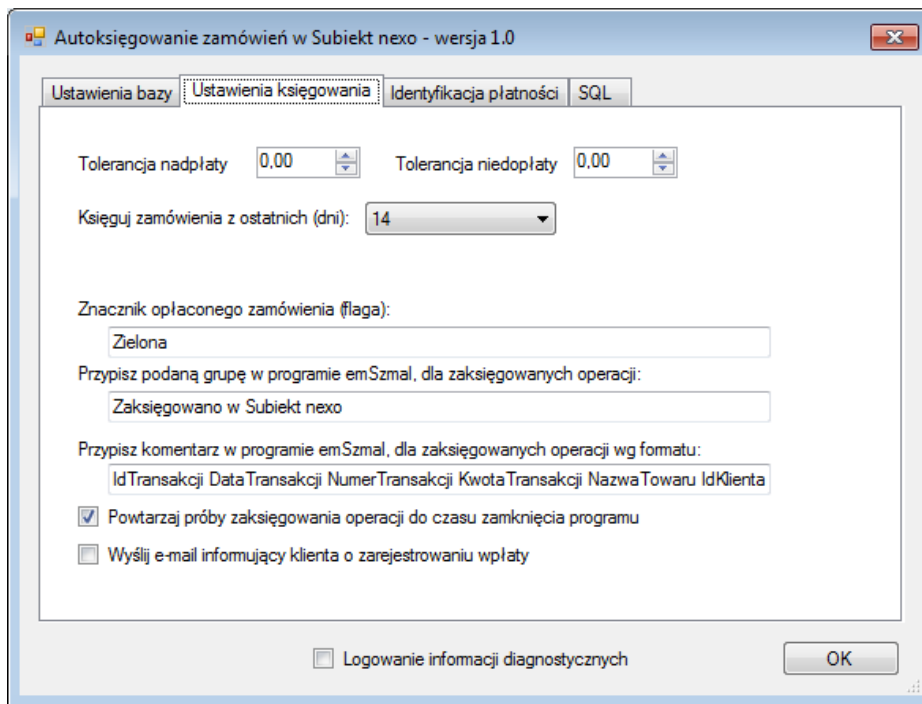 Autoksięgowanie zamówień w Subiekt nexo - wersja 1.0
Ustawienia bazy Ustawienia księgowania Identyfikacja płatności SQL
Tolerancja nadpłaty 0,00 Tolerancja niedopłaty 0,00
Księguj zamówienia z ostatnich (dni): 14
Znacznik opłaconego zamówienia (flaga):
Zielona
Przypisz podaną grupę w programie emSzmal, dla zaksięgowanych operacji:
Zaksięgowano w Subiekt nexo
Przypisz komentarz w programie emSzmal, dla zaksięgowanych operacji wg formatu:
IdTransakcji DataTransakcji NumerTransakcji KwotaTransakcji NazwaTowaru IdKlienta
Powtarzaj próby zaksięgowania operacji do czasu zamknięcia programu
Wyślij e-mail informujący klienta o zarejestrowaniu wpłaty
Logowanie informacji diagnostycznych OK